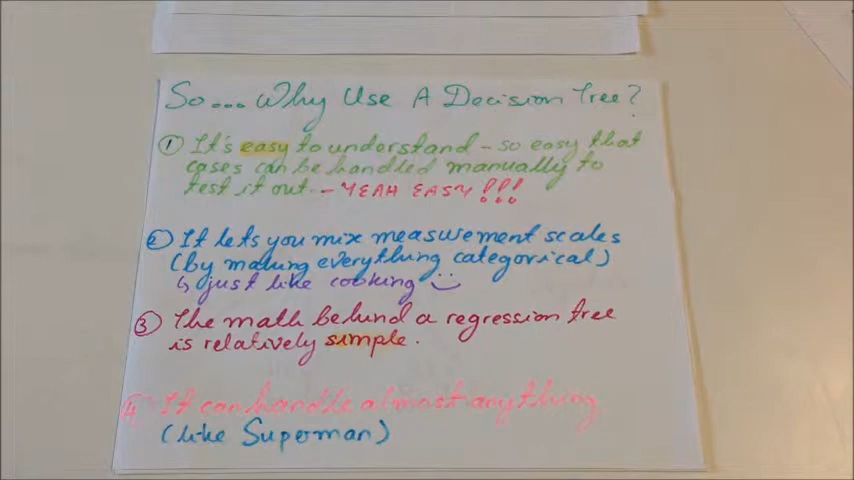 So... Why Use A Decision Tree?
① It's easy to understand - so easy that
cases can be handled manually to
test it out. - YEAH EASY!!!
② It lets you mix measurement scales
(by making everything categorical)
↳ just like cooking :)
③ The math behind a regression tree
is relatively simple.
④ It can handle almost anything
(like Superman)